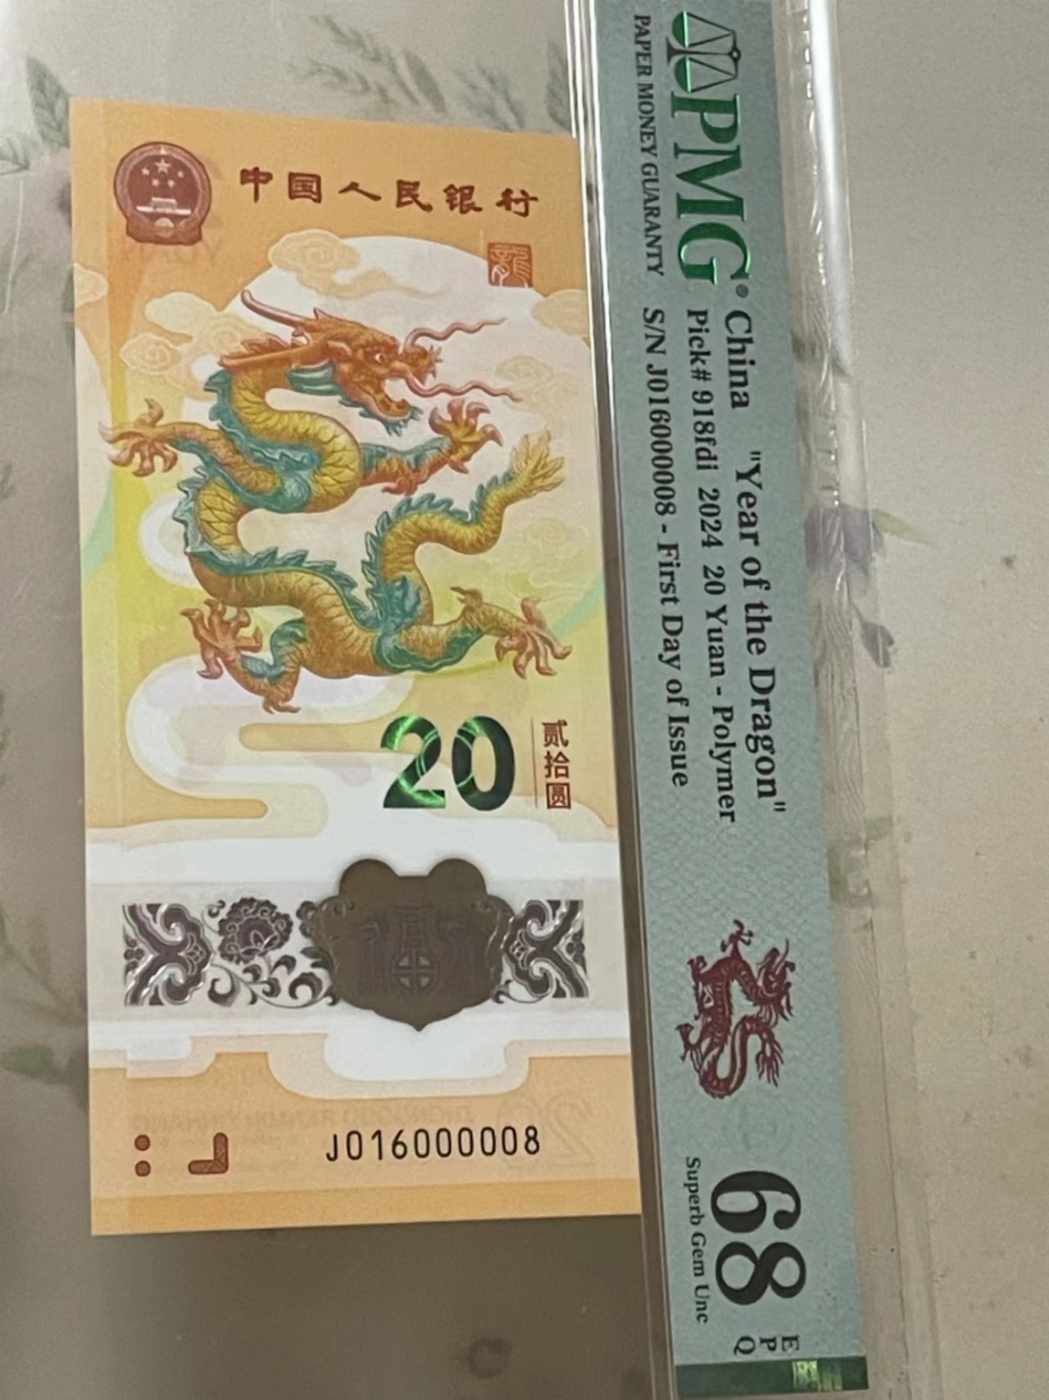 中国人民银行
龍
20
贰拾圆
J016000008
PMG®
PAPER MONEY GUARANTY
China "Year of the Dragon"
Pick# 918fdi 2024 20 Yuan - Polymer
S/N J016000008 - First Day of Issue
68
Superb Gem Unc
EPQ